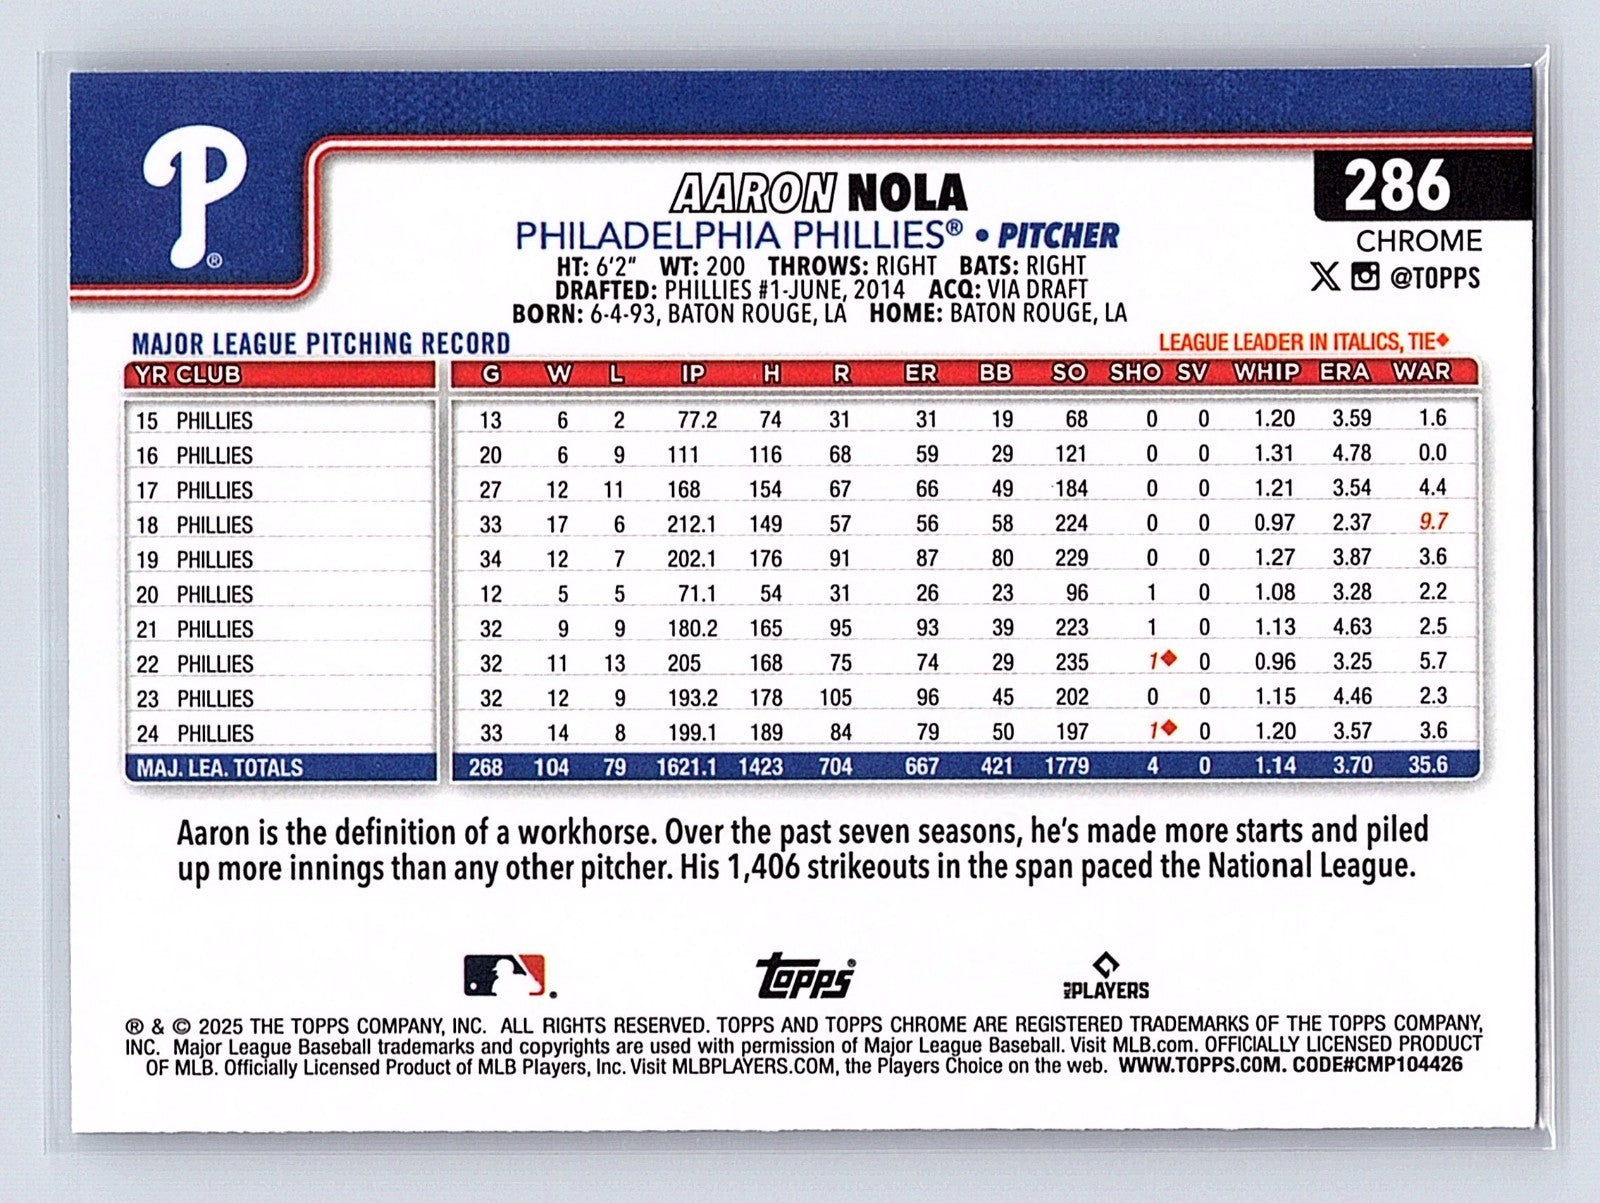 P®
286
AARON NOLA
PHILADELPHIA PHILLIES® • PITCHER
CHROME
HT: 6'2" WT: 200 THROWS: RIGHT BATS: RIGHT
@TOPPS
DRAFTED: PHILLIES #1-JUNE, 2014 ACQ: VIA DRAFT
BORN: 6-4-93, BATON ROUGE, LA HOME: BATON ROUGE, LA
MAJOR LEAGUE PITCHING RECORD LEAGUE LEADER IN ITALICS, TIE♦
YR CLUB G W L IP H R ER BB SO SHO SV WHIP ERA WAR
15 PHILLIES 13 6 2 77.2 74 31 31 19 68 0 0 1.20 3.59 1.6
16 PHILLIES 20 6 9 111 116 68 59 29 121 0 0 1.31 4.78 0.0
17 PHILLIES 27 12 11 168 154 67 66 49 184 0 0 1.21 3.54 4.4
18 PHILLIES 33 17 6 212.1 149 57 56 58 224 0 0 0.97 2.37 9.7
19 PHILLIES 34 12 7 202.1 176 91 87 80 229 0 0 1.27 3.87 3.6
20 PHILLIES 12 5 5 71.1 54 31 26 23 96 1 0 1.08 3.28 2.2
21 PHILLIES 32 9 9 180.2 165 95 93 39 223 1 0 1.13 4.63 2.5
22 PHILLIES 32 11 13 205 168 75 74 29 235 1♦ 0 0.96 3.25 5.7
23 PHILLIES 32 12 9 193.2 178 105 96 45 202 0 0 1.15 4.46 2.3
24 PHILLIES 33 14 8 199.1 189 84 79 50 197 1♦ 0 1.20 3.57 3.6
MAJ. LEA. TOTALS 268 104 79 1621.1 1423 704 667 421 1779 4 0 1.14 3.70 35.6
Aaron is the definition of a workhorse. Over the past seven seasons, he's made more starts and piled
up more innings than any other pitcher. His 1,406 strikeouts in the span paced the National League.
Topps® PLAYERS
® & © 2025 THE TOPPS COMPANY, INC. ALL RIGHTS RESERVED. TOPPS AND TOPPS CHROME ARE REGISTERED TRADEMARKS OF THE TOPPS COMPANY,
INC. Major League Baseball trademarks and copyrights are used with permission of Major League Baseball. Visit MLB.com. OFFICIALLY LICENSED PRODUCT
OF MLB. Officially Licensed Product of MLB Players, Inc. Visit MLBPLAYERS.COM, the Players Choice on the web. WWW.TOPPS.COM. CODE#CMP104426